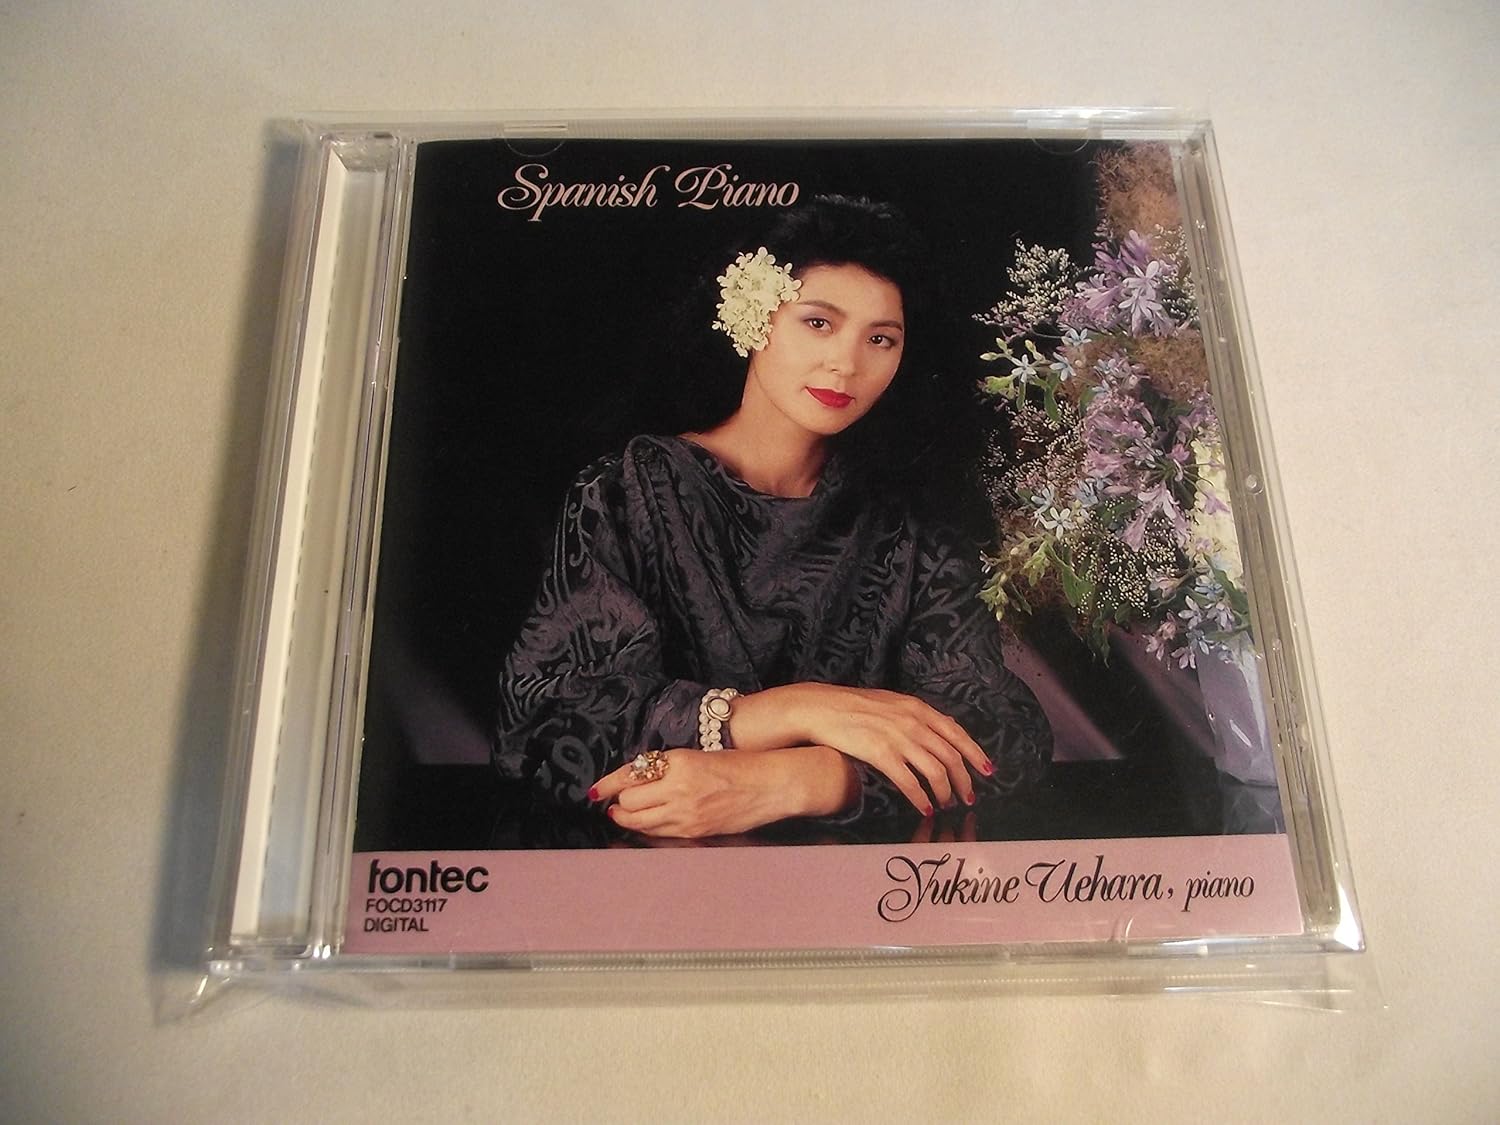 Spanish Piano
fontec
FOCD3117
DIGITAL
Yukine Uehara, piano